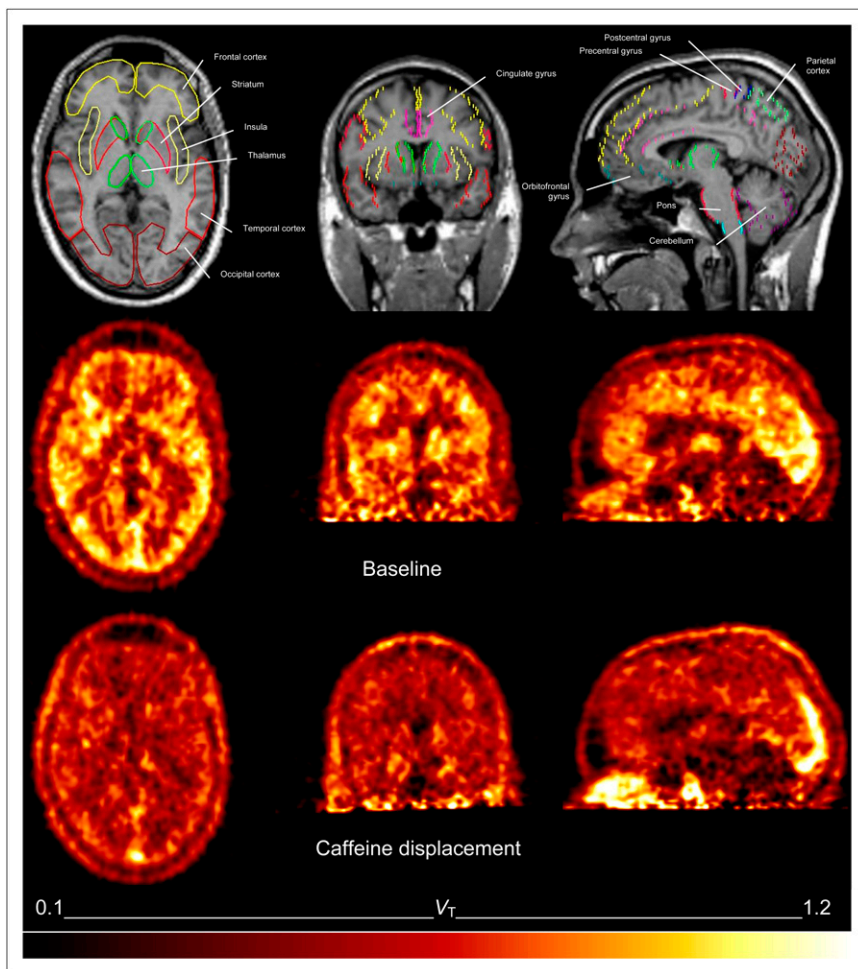 Frontal cortex
Striatum
Insula
Thalamus
Temporal cortex
Occipital cortex
Cingulate gyrus
Postcentral gyrus
Precentral gyrus
Parietal
cortex
Orbitofrontal
gyrus
Pons
Cerebellum
Baseline
Caffeine displacement
0.1 VT 1.2